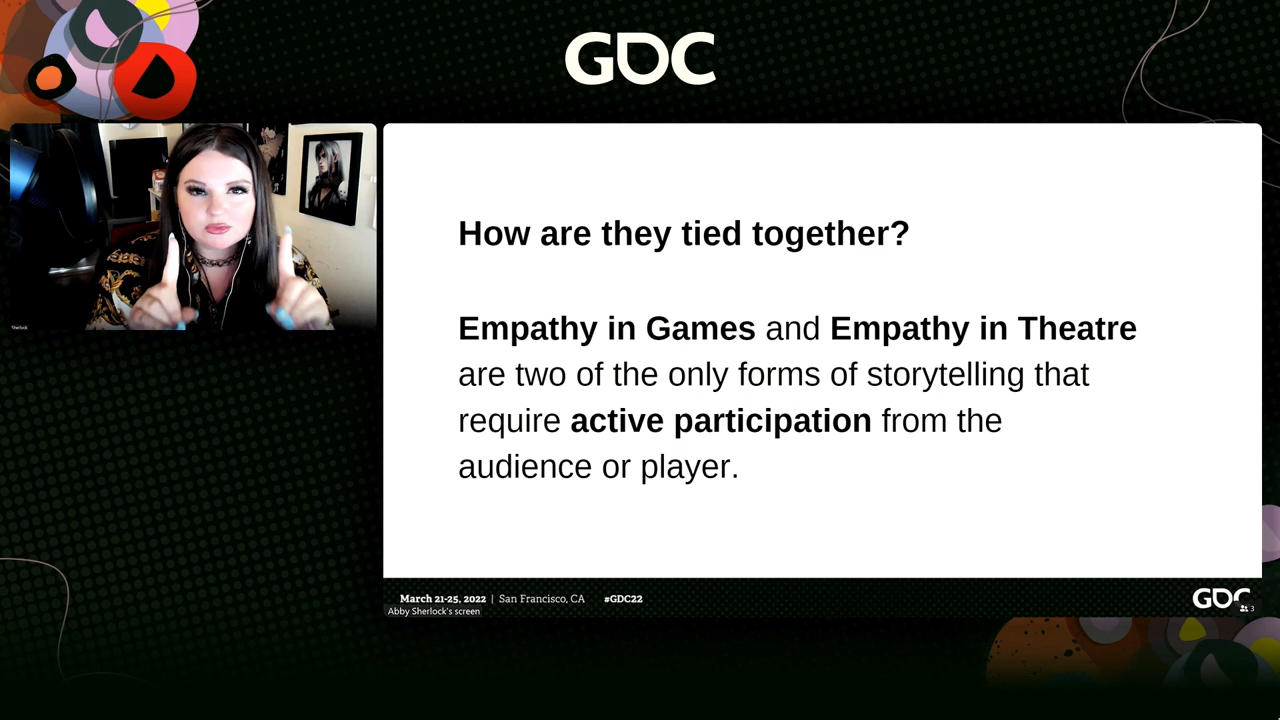 GDC
Sherlock
How are they tied together?
Empathy in Games and Empathy in Theatre
are two of the only forms of storytelling that
require active participation from the
audience or player.
March 21-25, 2022 | San Francisco, CA #GDC22
GDC
Abby Sherlock's screen
3